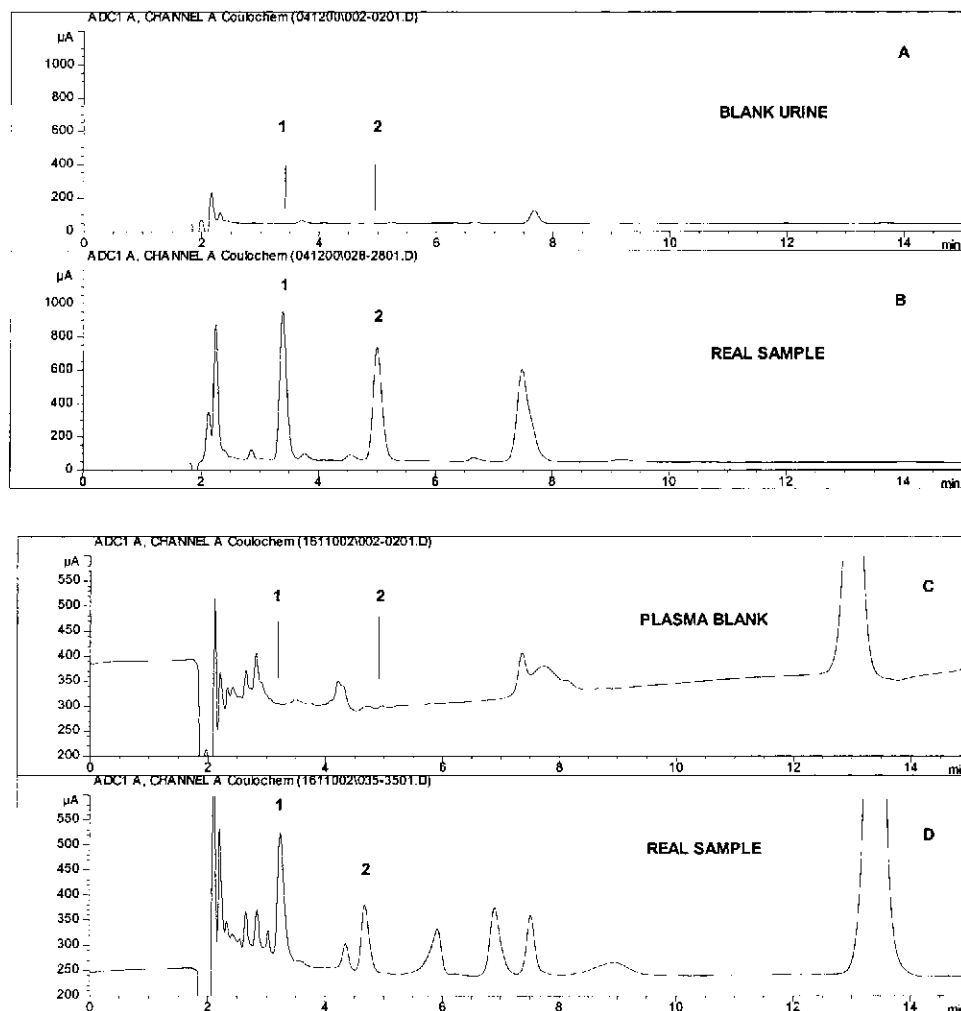 ADC1 A, CHANNEL A Coulochem (041200\002-0201.D)
µA
A
1000
BLANK URINE
800
1 2
600
400
200
0
0 2 4 6 8 10 12 14 min
ADC1 A, CHANNEL A Coulochem (041200\028-2801.D)
µA
1 B
1000
2
800
REAL SAMPLE
600
400
200
0
0 2 4 6 8 10 12 14 min
ADC1 A, CHANNEL A Coulochem (1611002\002-0201.D)
µA
550
1 2 C
500
PLASMA BLANK
450
400
350
300
250
200
0 2 4 6 8 10 12 14 min
ADC1 A, CHANNEL A Coulochem (1611002\035-3501.D)
µA
1
550
D
500
REAL SAMPLE
450
2
400
350
300
250
200
0 2 4 6 8 10 12 14 min